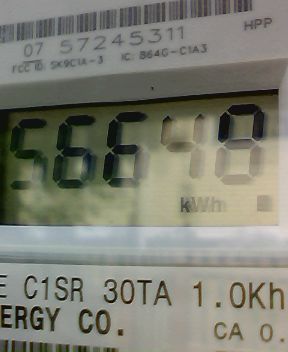 HPP
07 57245311
FCC ID: SK9C1A-3 IC: 864G-C1A3
56648
kWh
E C1SR 30TA 1.0Kh
ERGY CO.
CA 0.